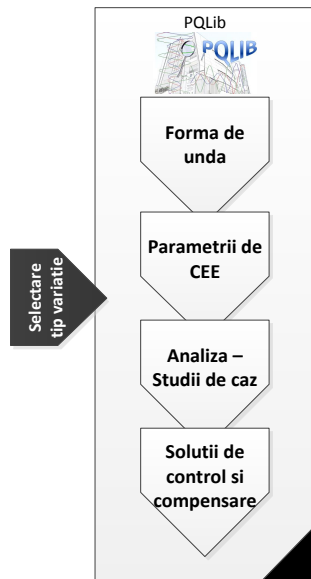 PQLib
PQLIB
Forma de
unda
Parametrii de
CEE
Selectare
tip variatie
Analiza –
Studii de caz
Solutii de
control si
compensare